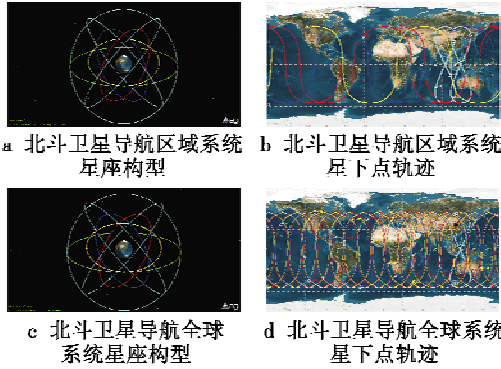 a 北斗卫星导航区域系统
星座构型
b 北斗卫星导航区域系统
星下点轨迹
c 北斗卫星导航全球
系统星座构型
d 北斗卫星导航全球系统
星下点轨迹